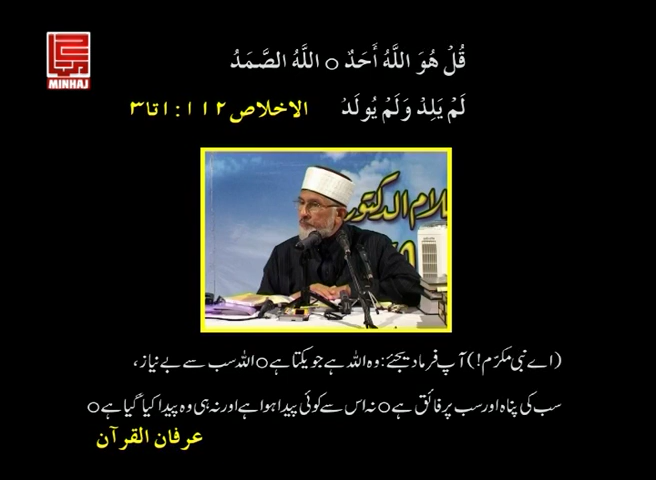 MINHAJ
قُلْ هُوَ اللَّهُ أَحَدٌ o اللَّهُ الصَّمَدُ
لَمْ يَلِدْ وَلَمْ يُولَدْ الاخلاص ۱۱۲ : ۱ تا ۳
لام الدكتور
(اے نبی مکرّم!) آپ فرما دیجئے: وہ اللہ ہے جو یکتا ہے o اللہ سب سے بے نیاز،
سب کی پناہ اور سب پر فائق ہے o نہ اس سے کوئی پیدا ہوا ہے اور نہ ہی وہ پیدا کیا گیا ہے o
عرفان القرآن